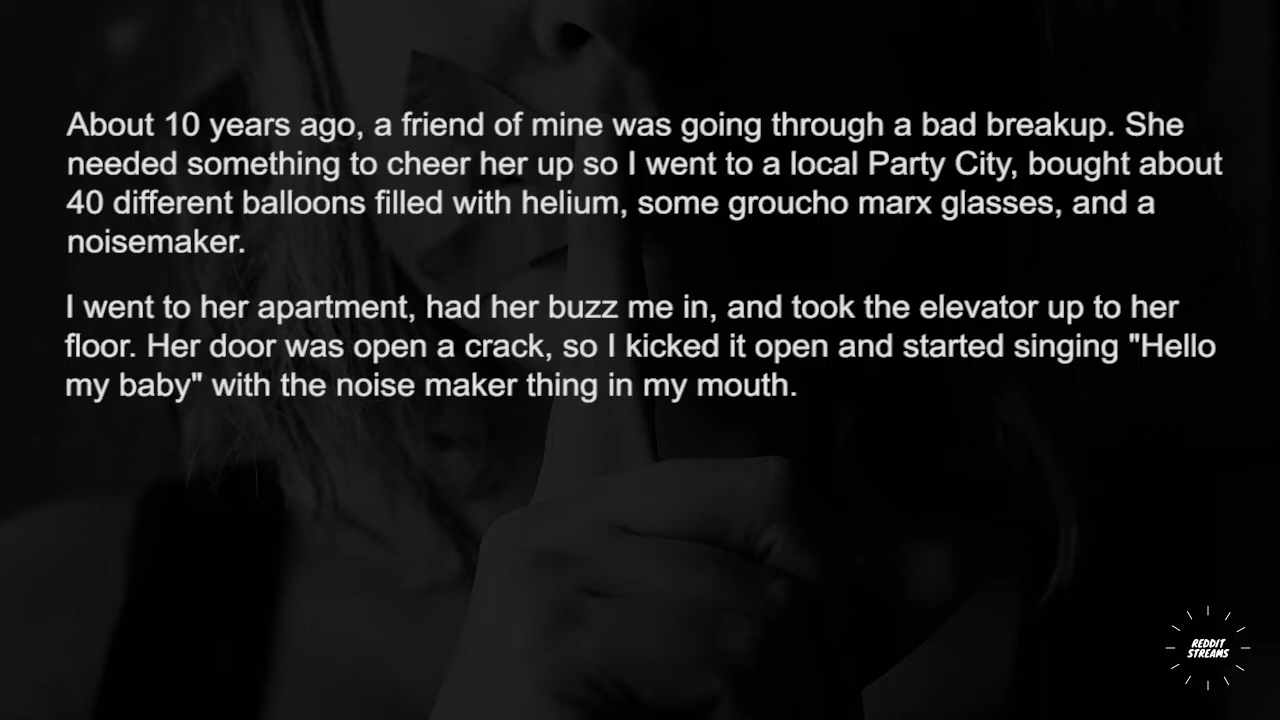 About 10 years ago, a friend of mine was going through a bad breakup. She
needed something to cheer her up so I went to a local Party City, bought about
40 different balloons filled with helium, some groucho marx glasses, and a
noisemaker.
I went to her apartment, had her buzz me in, and took the elevator up to her
floor. Her door was open a crack, so I kicked it open and started singing "Hello
my baby" with the noise maker thing in my mouth.
REDDIT
STREAMS